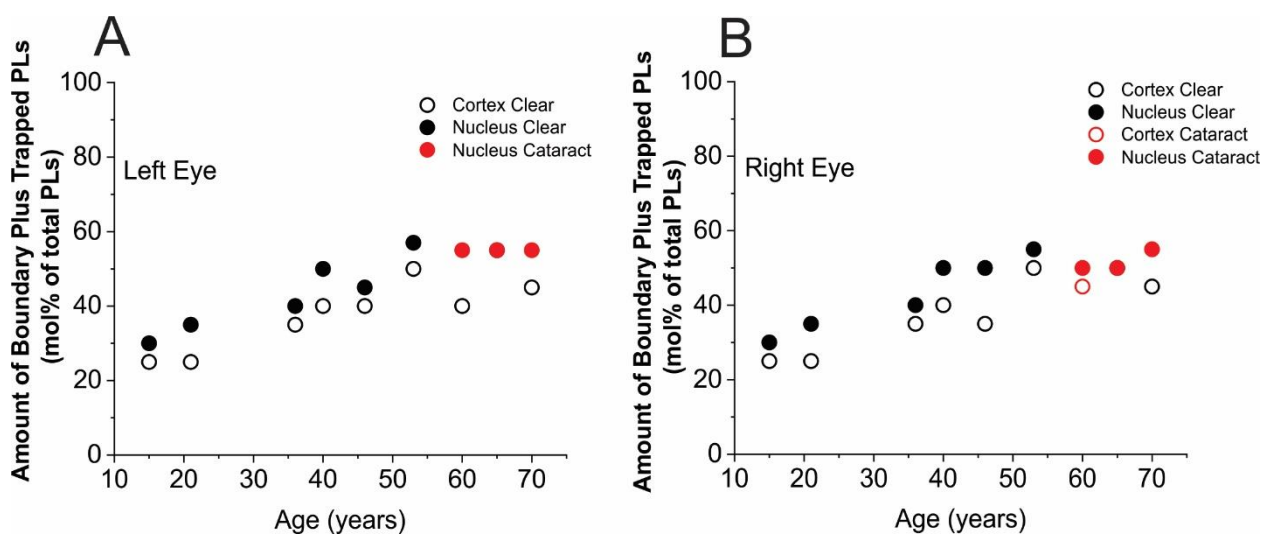 A
Amount of Boundary Plus Trapped PLs
(mol% of total PLs)
100
80
60
40
20
0
Cortex Clear
Nucleus Clear
Nucleus Cataract
Left Eye
10 20 30 40 50 60 70
Age (years)
B
Amount of Boundary Plus Trapped PLs
(mol% of total PLs)
100
80
60
40
20
0
Cortex Clear
Nucleus Clear
Cortex Cataract
Nucleus Cataract
Right Eye
10 20 30 40 50 60 70
Age (years)